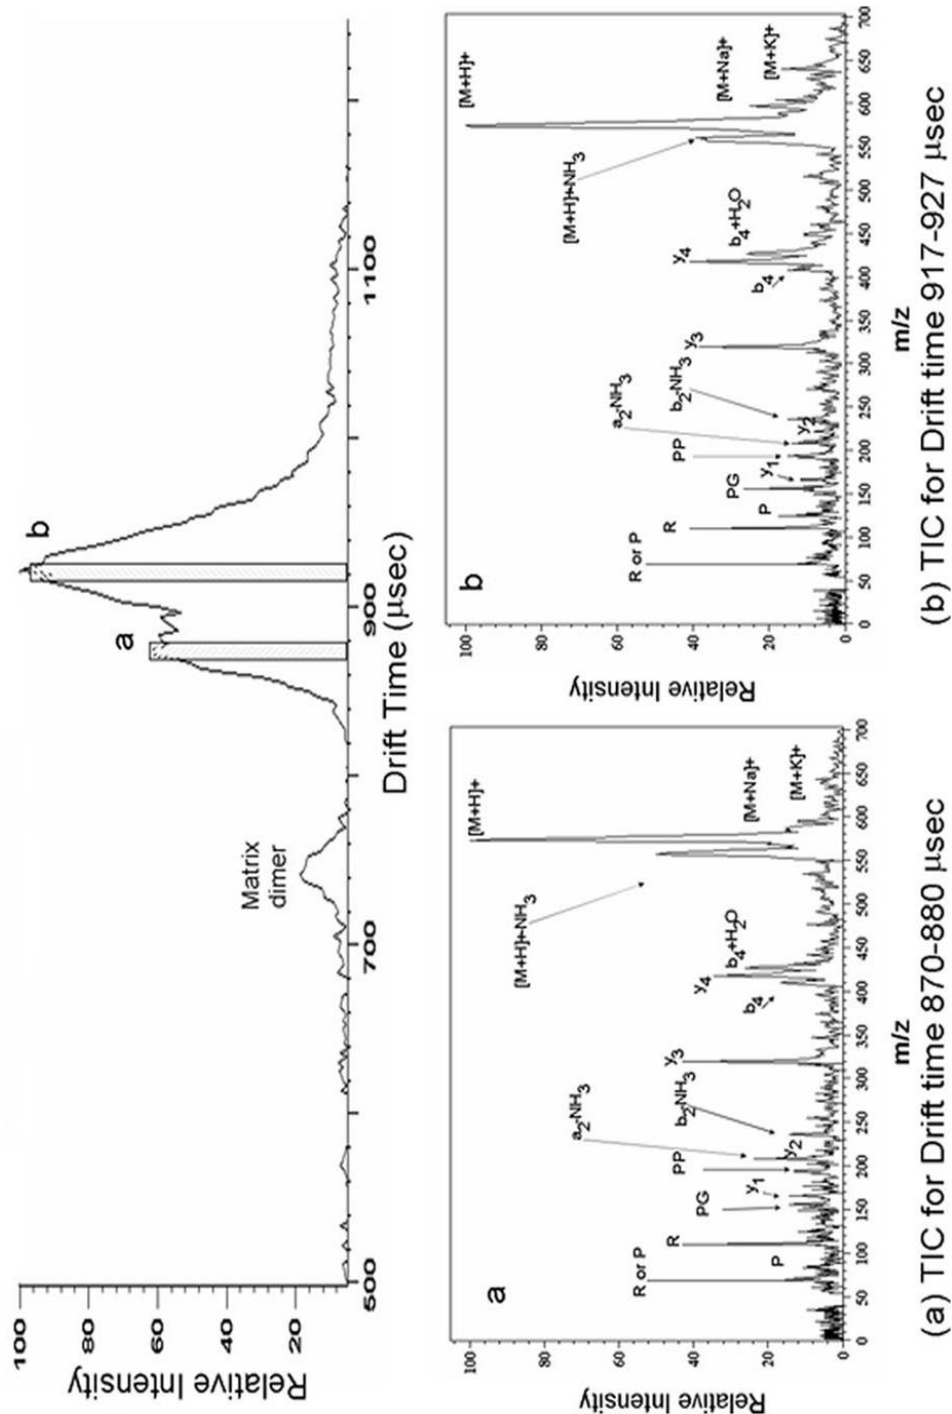 Relative Intensity
100
80
60
40
20
500
700
900
1100
Matrix
dimer
a
b
Drift Time (µsec)
a
Relative Intensity
100
80
60
40
20
0
R or P
R
P
PG
y1
PP
a2-NH3
y2
b2-NH3
y3
b4
y4
b4+H2O
[M+H]+-NH3
[M+H]+
[M+Na]+
[M+K]+
0 50 100 150 200 250 300 350 400 450 500 550 600 650 700
m/z
(a) TIC for Drift time 870-880 µsec
b
Relative Intensity
100
80
60
40
20
0
R or P
R
P
PG
y1
PP
a2-NH3
y2
b2-NH3
y3
b4
y4
b4+H2O
[M+H]+-NH3
[M+H]+
[M+Na]+
[M+K]+
0 50 100 150 200 250 300 350 400 450 500 550 600 650 700
m/z
(b) TIC for Drift time 917-927 µsec